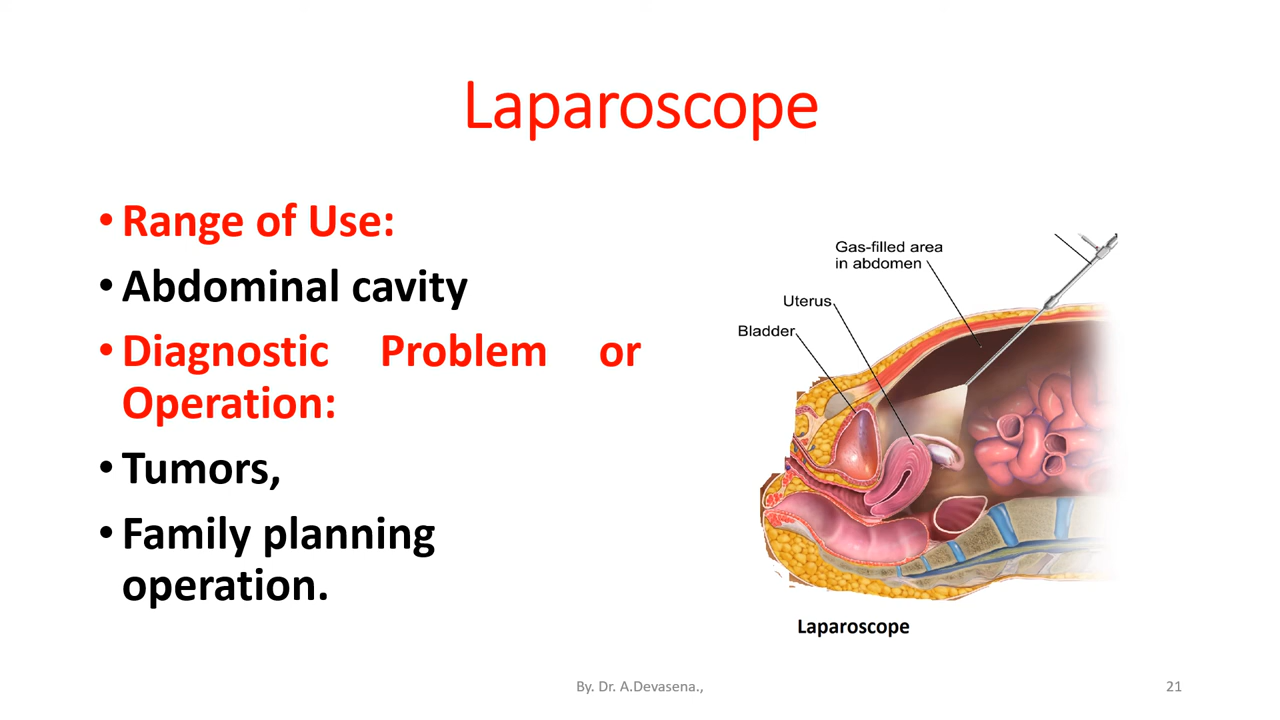 Laparoscope
• Range of Use:
• Abdominal cavity
• Diagnostic Problem or
Operation:
• Tumors,
• Family planning
operation.
Gas-filled area
in abdomen
Uterus
Bladder
Laparoscope
By. Dr. A.Devasena.,
21